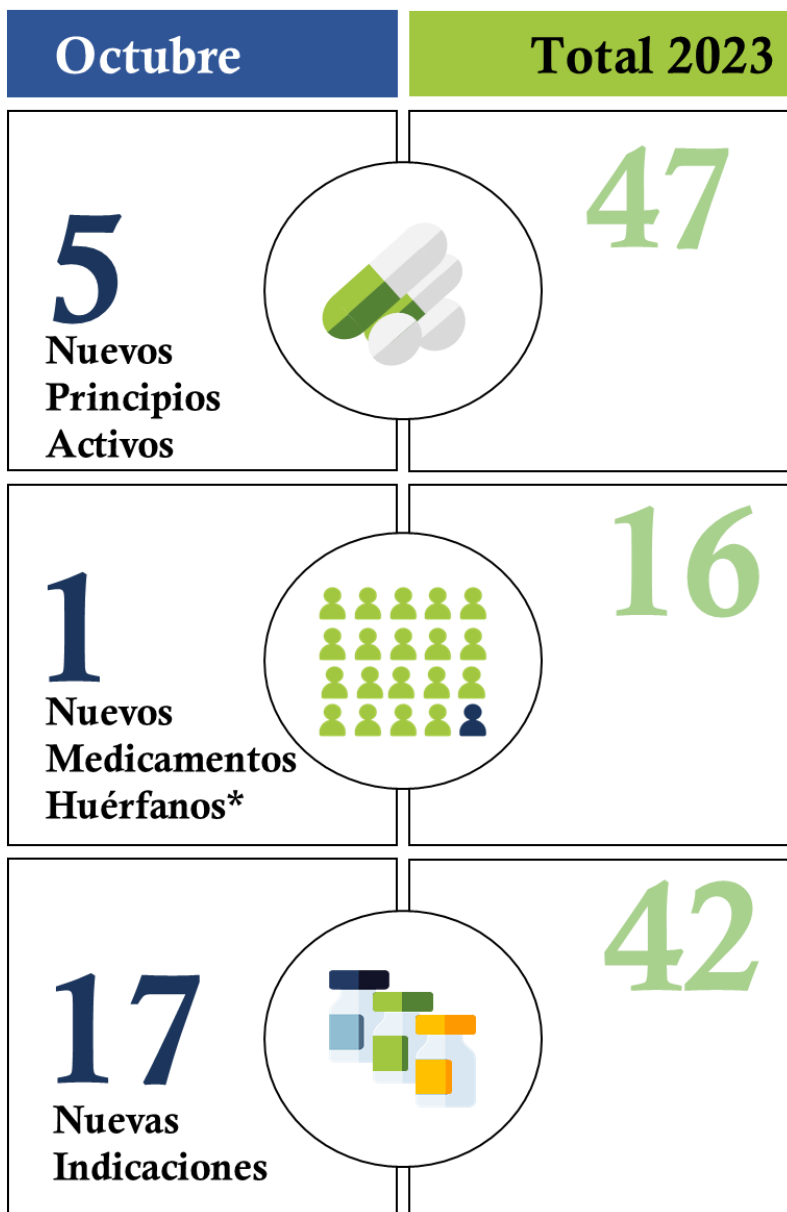 Octubre
Total 2023
5
Nuevos
Principios
Activos
47
1
Nuevos
Medicamentos
Huérfanos*
16
17
Nuevas
Indicaciones
42